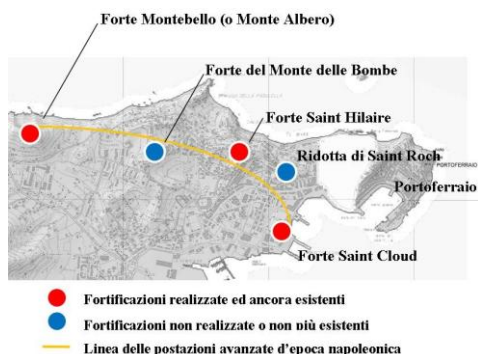 Forte Montebello (o Monte Albero)
Forte del Monte delle Bombe
Forte Saint Hilaire
Ridotta di Saint Roch
PORTOFERRAIO
Portoferraio
Forte Saint Cloud
Fortificazioni realizzate ed ancora esistenti
Fortificazioni non realizzate o non più esistenti
Linea delle postazioni avanzate d'epoca napoleonica